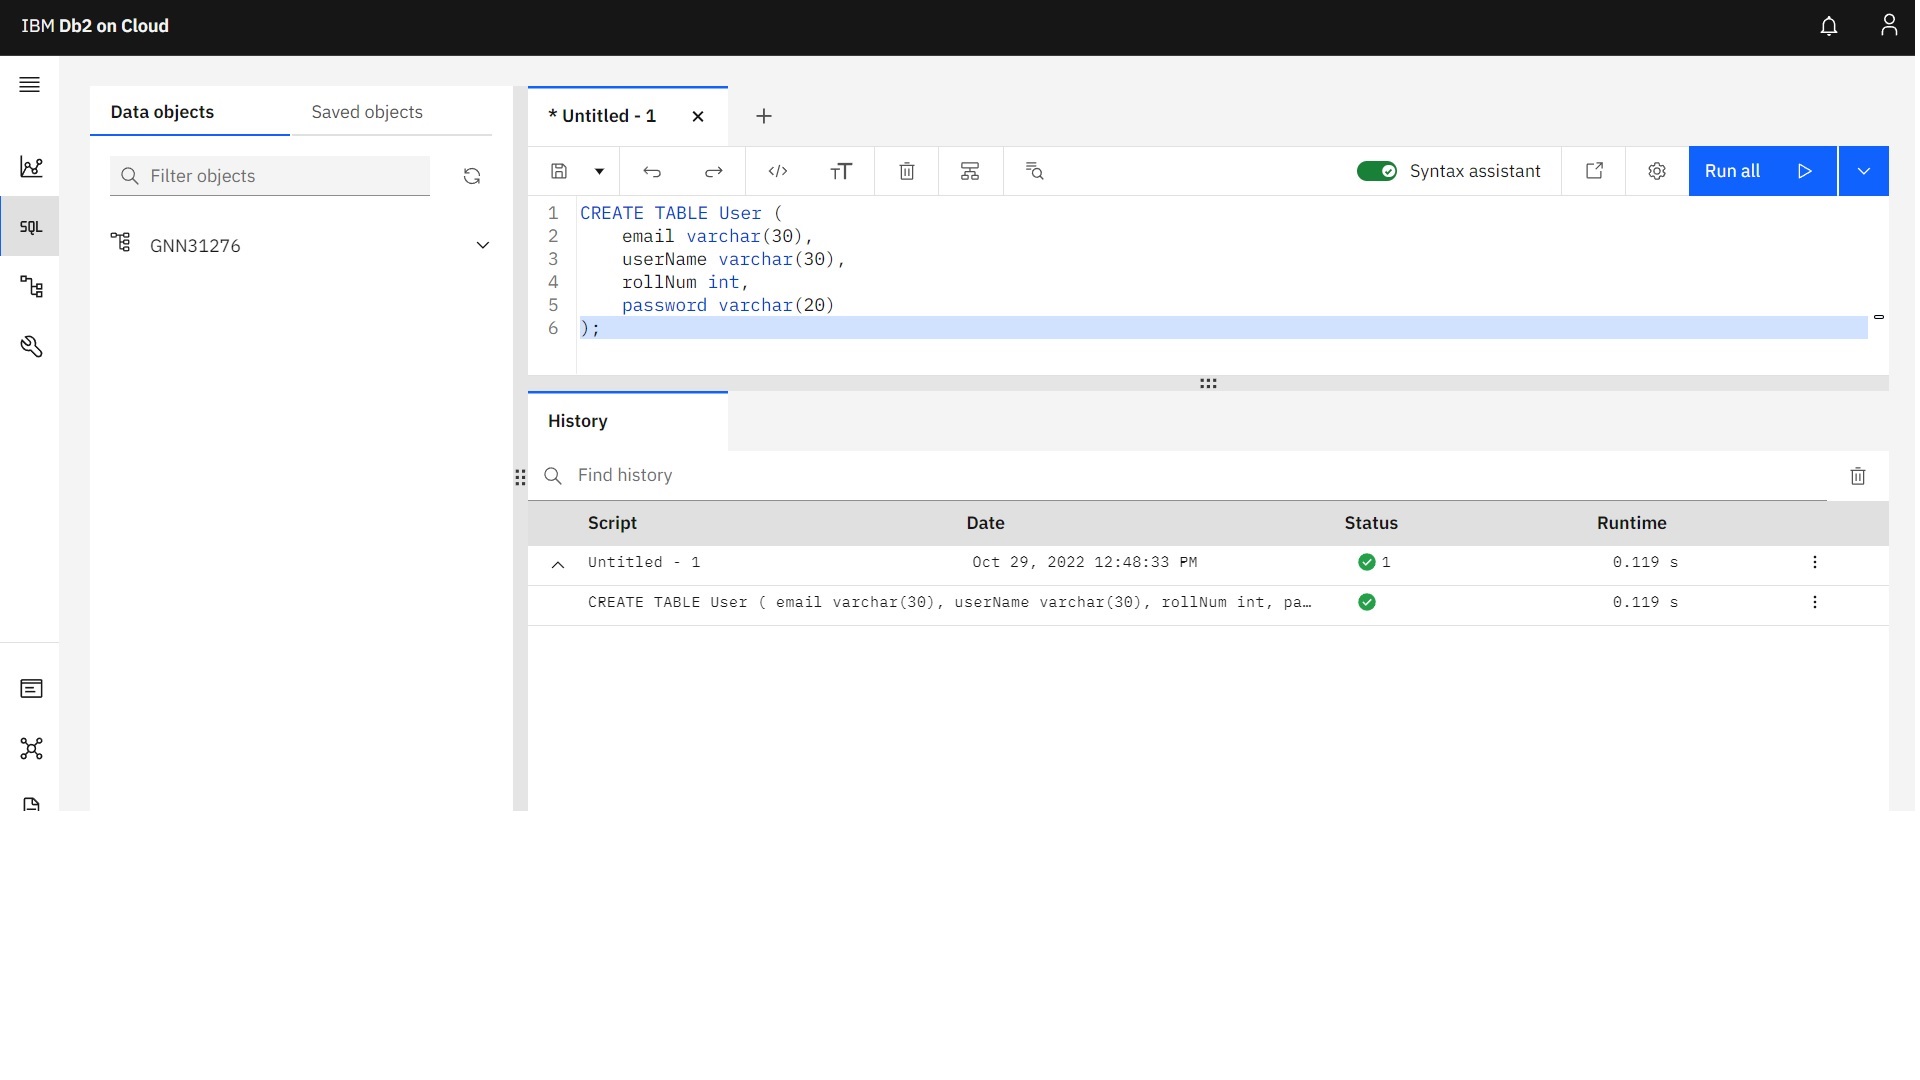 IBM Db2 on Cloud
Data objects
Saved objects
Filter objects
SQL
GNN31276
* Untitled - 1
TT
Syntax assistant
Run all
1 CREATE TABLE User (
2 email varchar(30),
3 userName varchar(30),
4 rollNum int,
5 password varchar(20)
6 );
History
Find history
Script Date Status Runtime
Untitled - 1 Oct 29, 2022 12:48:33 PM 1 0.119 s
CREATE TABLE User ( email varchar(30), userName varchar(30), rollNum int, pa… 0.119 s